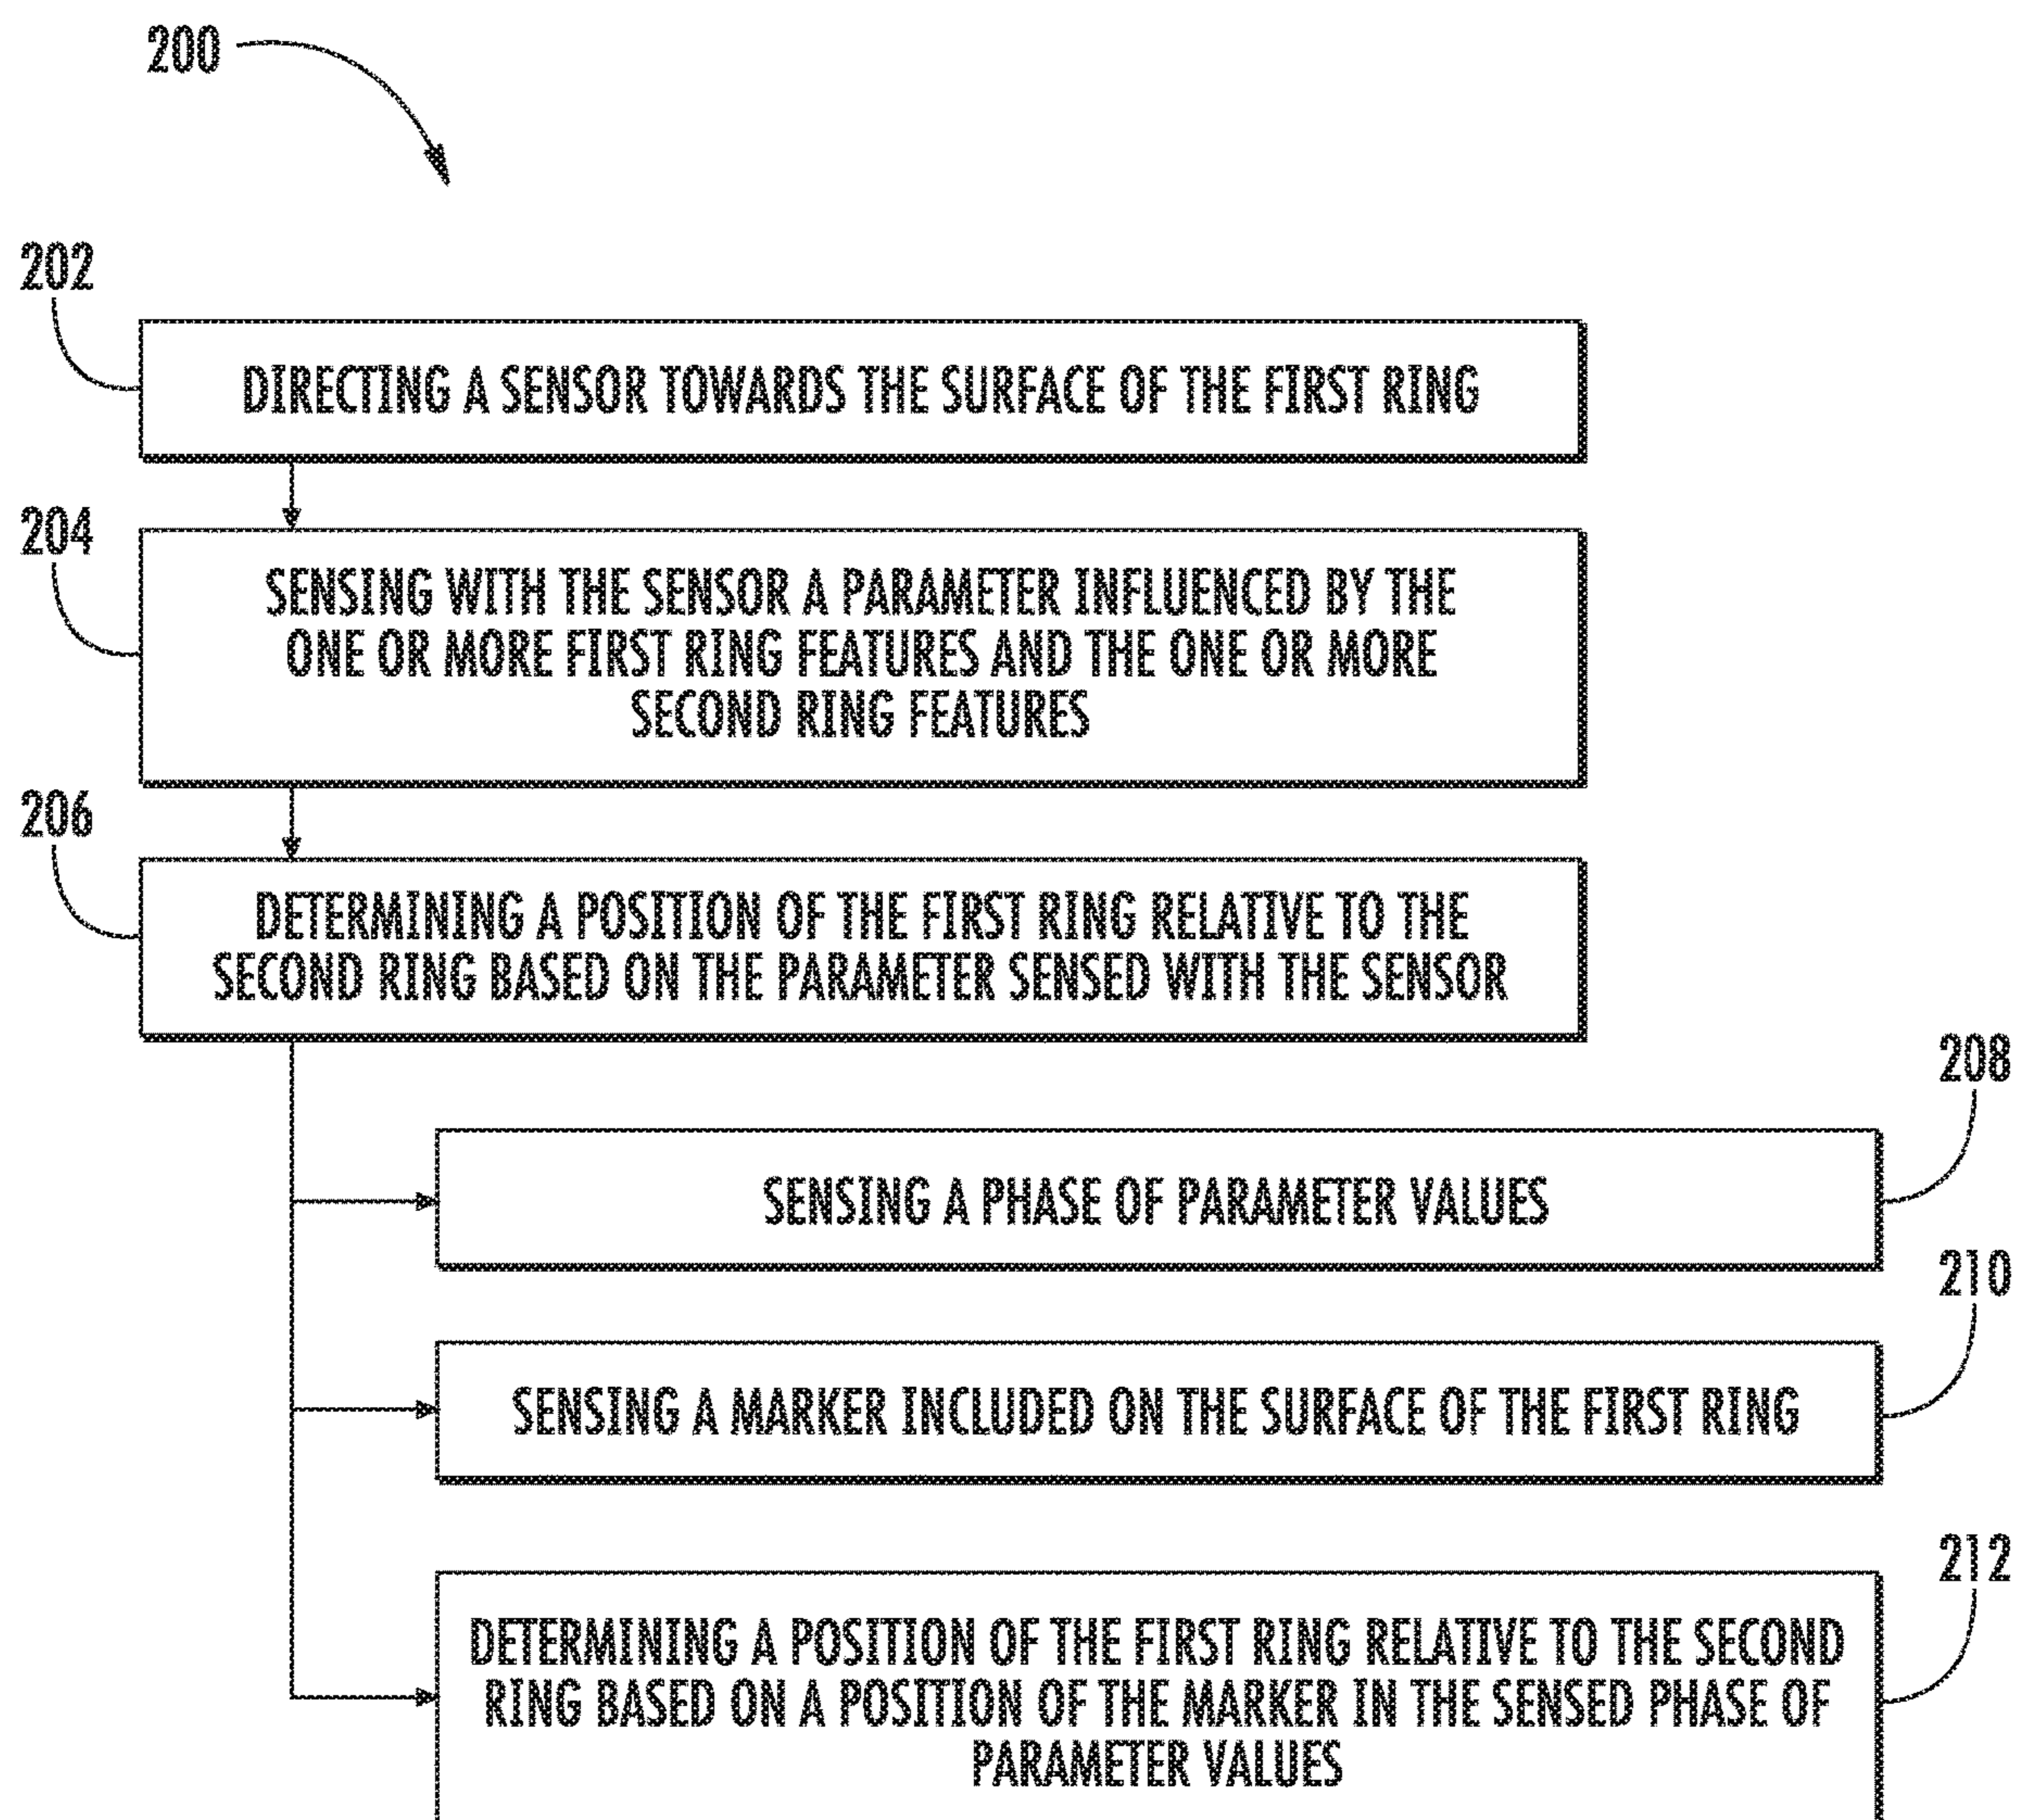 200
202
DIRECTING A SENSOR TOWARDS THE SURFACE OF THE FIRST RING
204
SENSING WITH THE SENSOR A PARAMETER INFLUENCED BY THE
ONE OR MORE FIRST RING FEATURES AND THE ONE OR MORE
SECOND RING FEATURES
206
DETERMINING A POSITION OF THE FIRST RING RELATIVE TO THE
SECOND RING BASED ON THE PARAMETER SENSED WITH THE SENSOR
208
SENSING A PHASE OF PARAMETER VALUES
210
SENSING A MARKER INCLUDED ON THE SURFACE OF THE FIRST RING
212
DETERMINING A POSITION OF THE FIRST RING RELATIVE TO THE SECOND
RING BASED ON A POSITION OF THE MARKER IN THE SENSED PHASE OF
PARAMETER VALUES